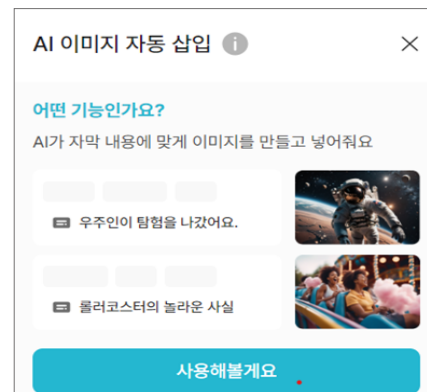 AI 이미지 자동 삽입
어떤 기능인가요?
AI가 자막 내용에 맞게 이미지를 만들고 넣어줘요
우주인이 탐험을 나갔어요.
롤러코스터의 놀라운 사실
사용해볼게요